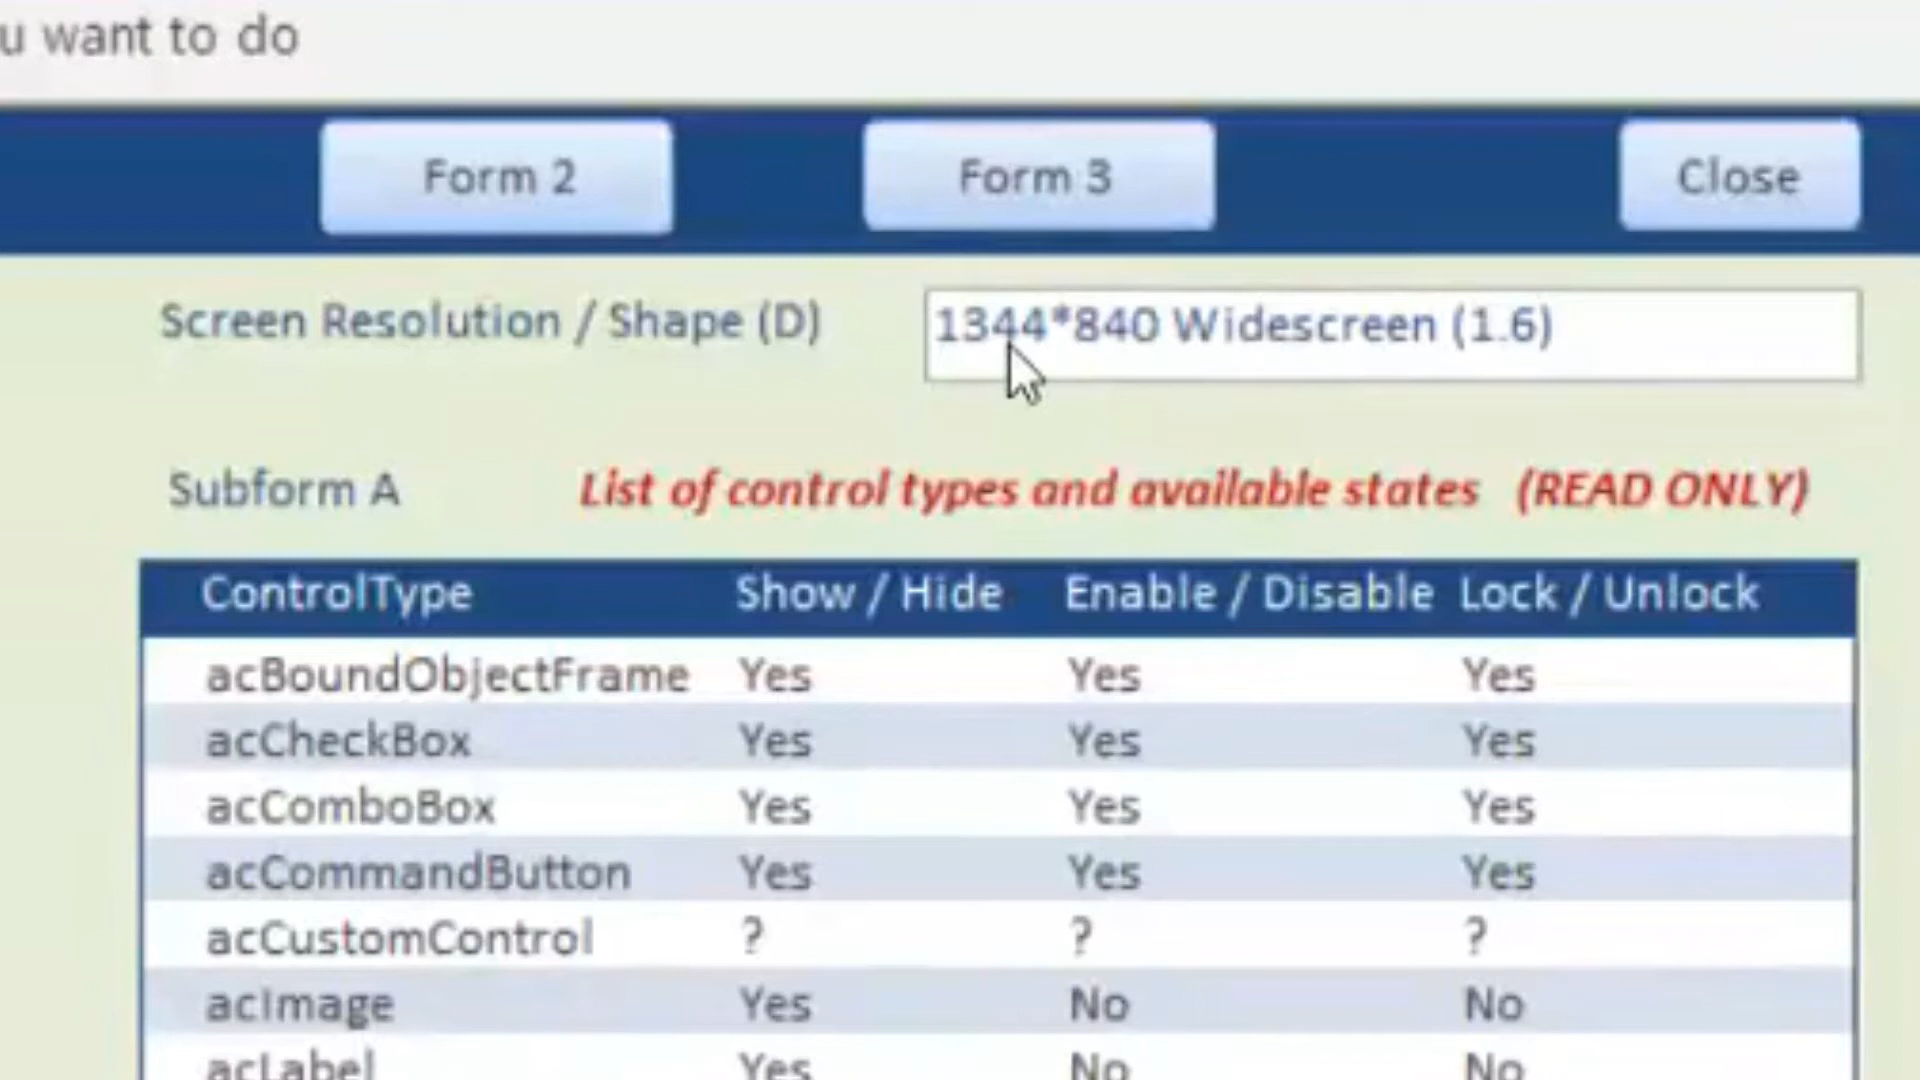 u want to do
Form 2 Form 3 Close
Screen Resolution / Shape (D) 1344*840 Widescreen (1.6)
Subform A List of control types and available states (READ ONLY)
ControlType Show / Hide Enable / Disable Lock / Unlock
acBoundObjectFrame Yes Yes Yes
acCheckBox Yes Yes Yes
acComboBox Yes Yes Yes
acCommandButton Yes Yes Yes
acCustomControl ? ? ?
acImage Yes No No
acLabel Yes No No